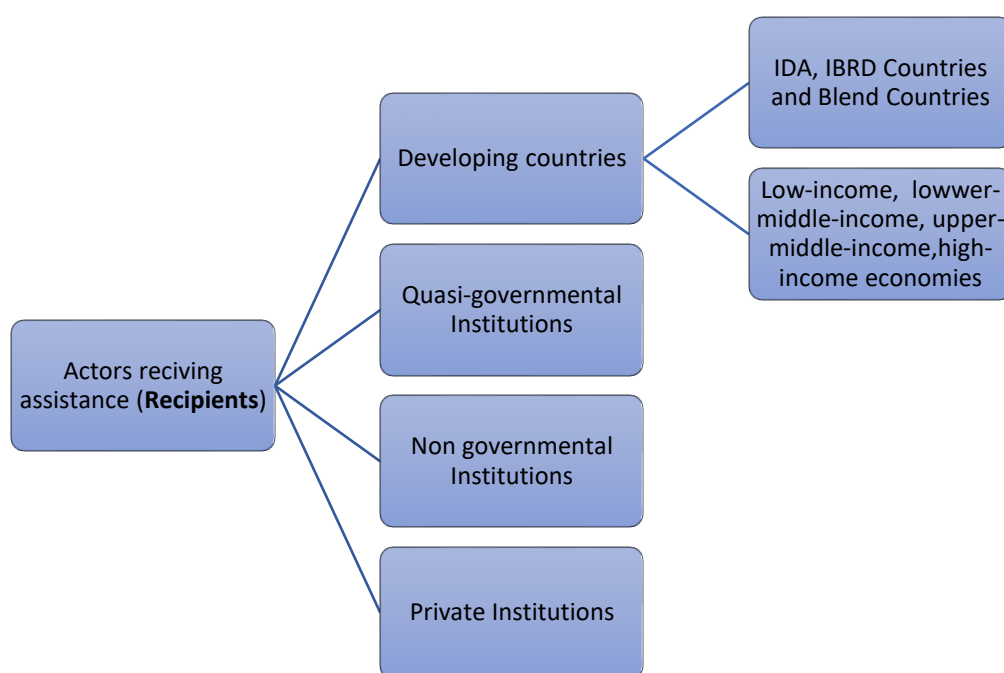 IDA, IBRD Countries
and Blend Countries
Developing countries
Low-income, lowwer-
middle-income, upper-
middle-income,high-
income economies
Quasi-governmental
Institutions
Actors reciving
assistance (Recipients)
Non governmental
Institutions
Private Institutions